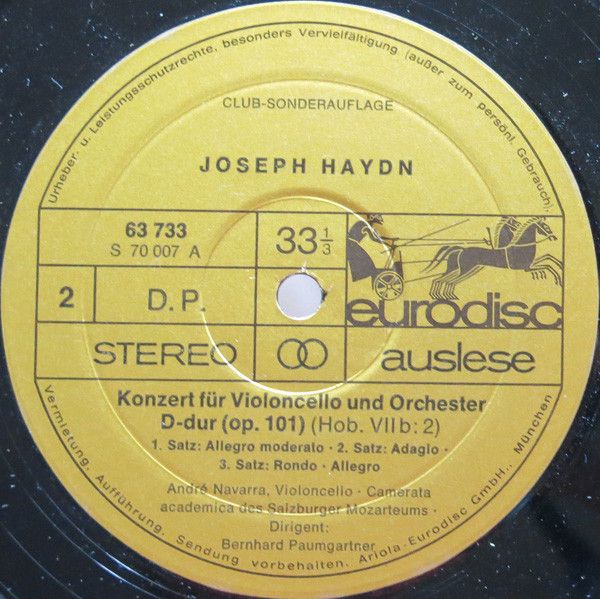 Urheber- u. Leistungsschutzrechte, besonders Vervielfältigung (außer zum persönl. Gebrauch).
CLUB-SONDERAUFLAGE
JOSEPH HAYDN
63 733
S 70 007 A
33 1/3
2
D.P.
eurodisc
STEREO
auslese
Konzert für Violoncello und Orchester
D-dur (op. 101) (Hob. VII b: 2)
1. Satz: Allegro moderato · 2. Satz: Adagio ·
3. Satz: Rondo · Allegro
André Navarra, Violoncello · Camerata
academica des Salzburger Mozarteums ·
Dirigent:
Bernhard Paumgartner
Vermietung, Aufführung, Sendung vorbehalten. Ariola-Eurodisc GmbH., München